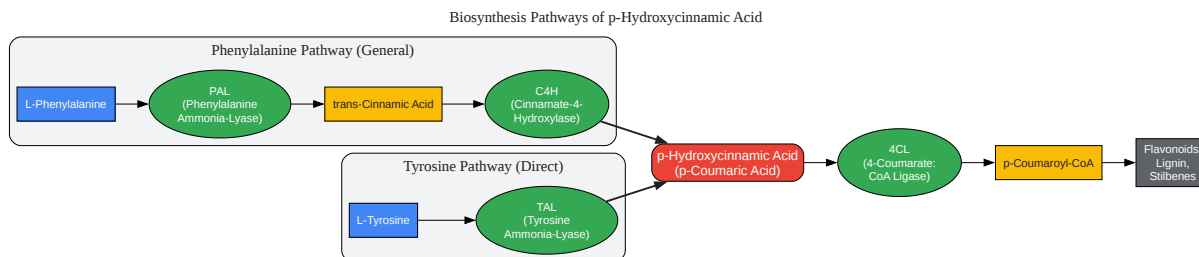 Biosynthesis Pathways of p-Hydroxycinnamic Acid
Phenylalanine Pathway (General)
L-Phenylalanine
PAL
(Phenylalanine
Ammonia-Lyase)
trans-Cinnamic Acid
C4H
(Cinnamate-4-
Hydroxylase)
Tyrosine Pathway (Direct)
L-Tyrosine
TAL
(Tyrosine
Ammonia-Lyase)
p-Hydroxycinnamic Acid
(p-Coumaric Acid)
4CL
(4-Coumarate:
CoA Ligase)
p-Coumaroyl-CoA
Flavonoids,
Lignin,
Stilbenes